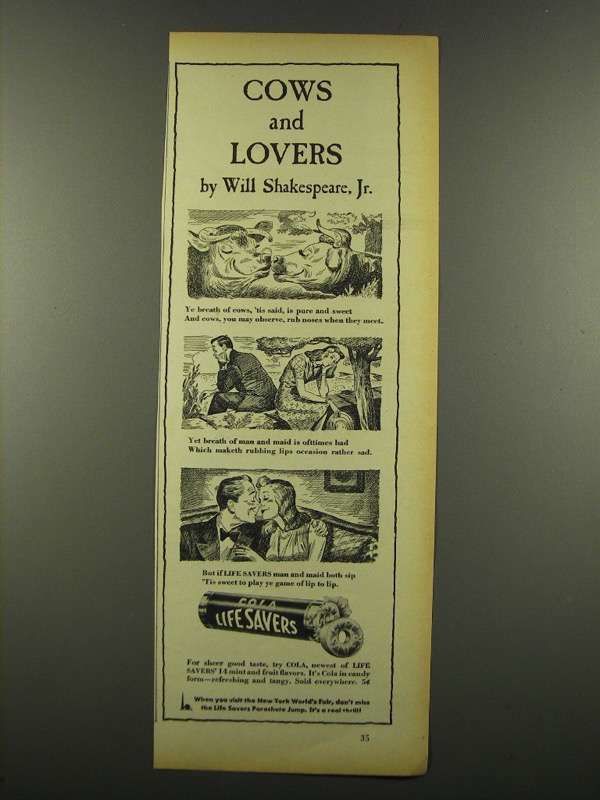 COWS
and
LOVERS
by Will Shakespeare, Jr.
Ye breath of cows, 'tis said, is pure and sweet
And cows, you may observe, rub noses when they meet.
Yet breath of man and maid is ofttimes bad
Which maketh rubbing lips occasion rather sad.
But if LIFE SAVERS man and maid both sip
'Tis sweet to play ye game of lip to lip.
COLA
LIFE SAVERS
For sheer good taste, try COLA, newest of LIFE
SAVERS' 14 mint and fruit flavors. It's Cola in candy
form—refreshing and tangy. Sold everywhere. 5¢
When you visit the New York World's Fair, don't miss
the Life Savers Parachute Jump. It's a real thrill!
35